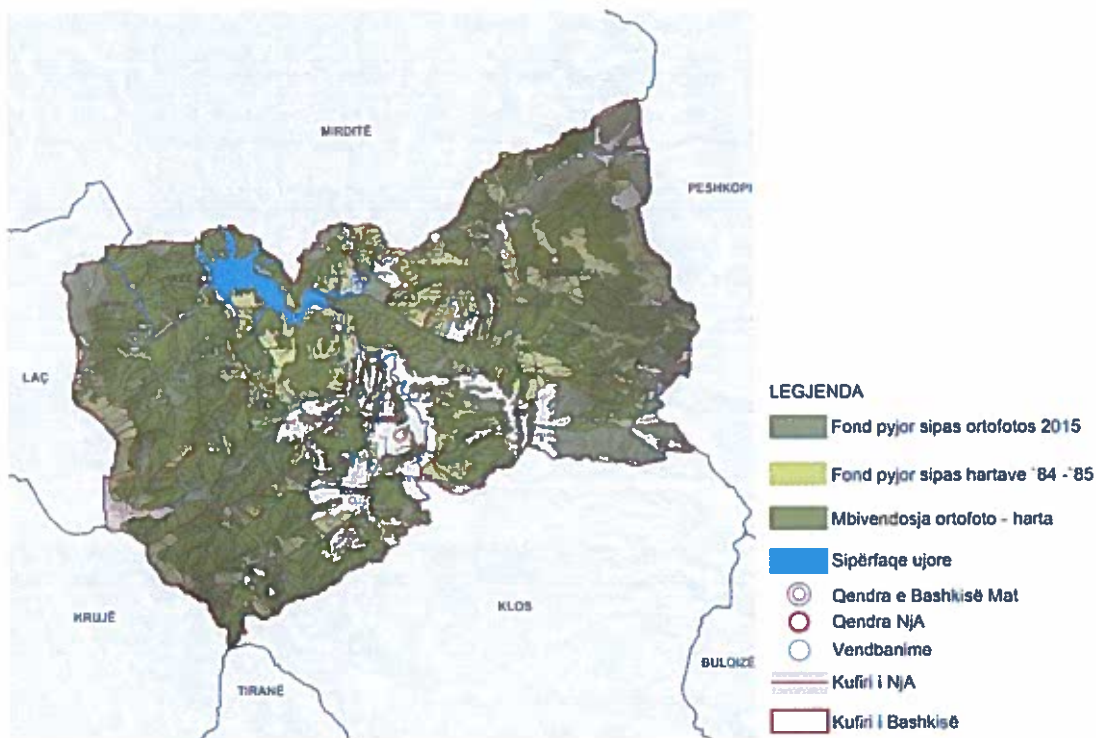 MIRDITË
PESHKOPI
LAÇ
KRUJË
TIRANË
KLOS
BULQIZË
LEGJENDA
Fond pyjor sipas ortofotos 2015
Fond pyjor sipas hartave `84 -`85
Mbivendosja ortofoto - harta
Sipërfaqe ujore
Qendra e Bashkisë Mat
Qendra NjA
Vendbanime
Kufiri i NjA
Kufiri i Bashkisë